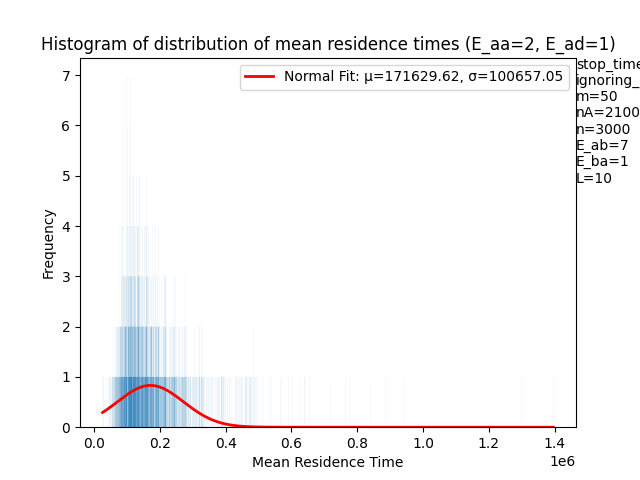 Histogram of distribution of mean residence times (E_aa=2, E_ad=1)
Normal Fit: μ=171629.62, σ=100657.05
stop_time
ignoring_
m=50
nA=2100
n=3000
E_ab=7
E_ba=1
L=10
Frequency
7
6
5
4
3
2
1
0
0.0 0.2 0.4 0.6 0.8 1.0 1.2 1.4
1e6
Mean Residence Time